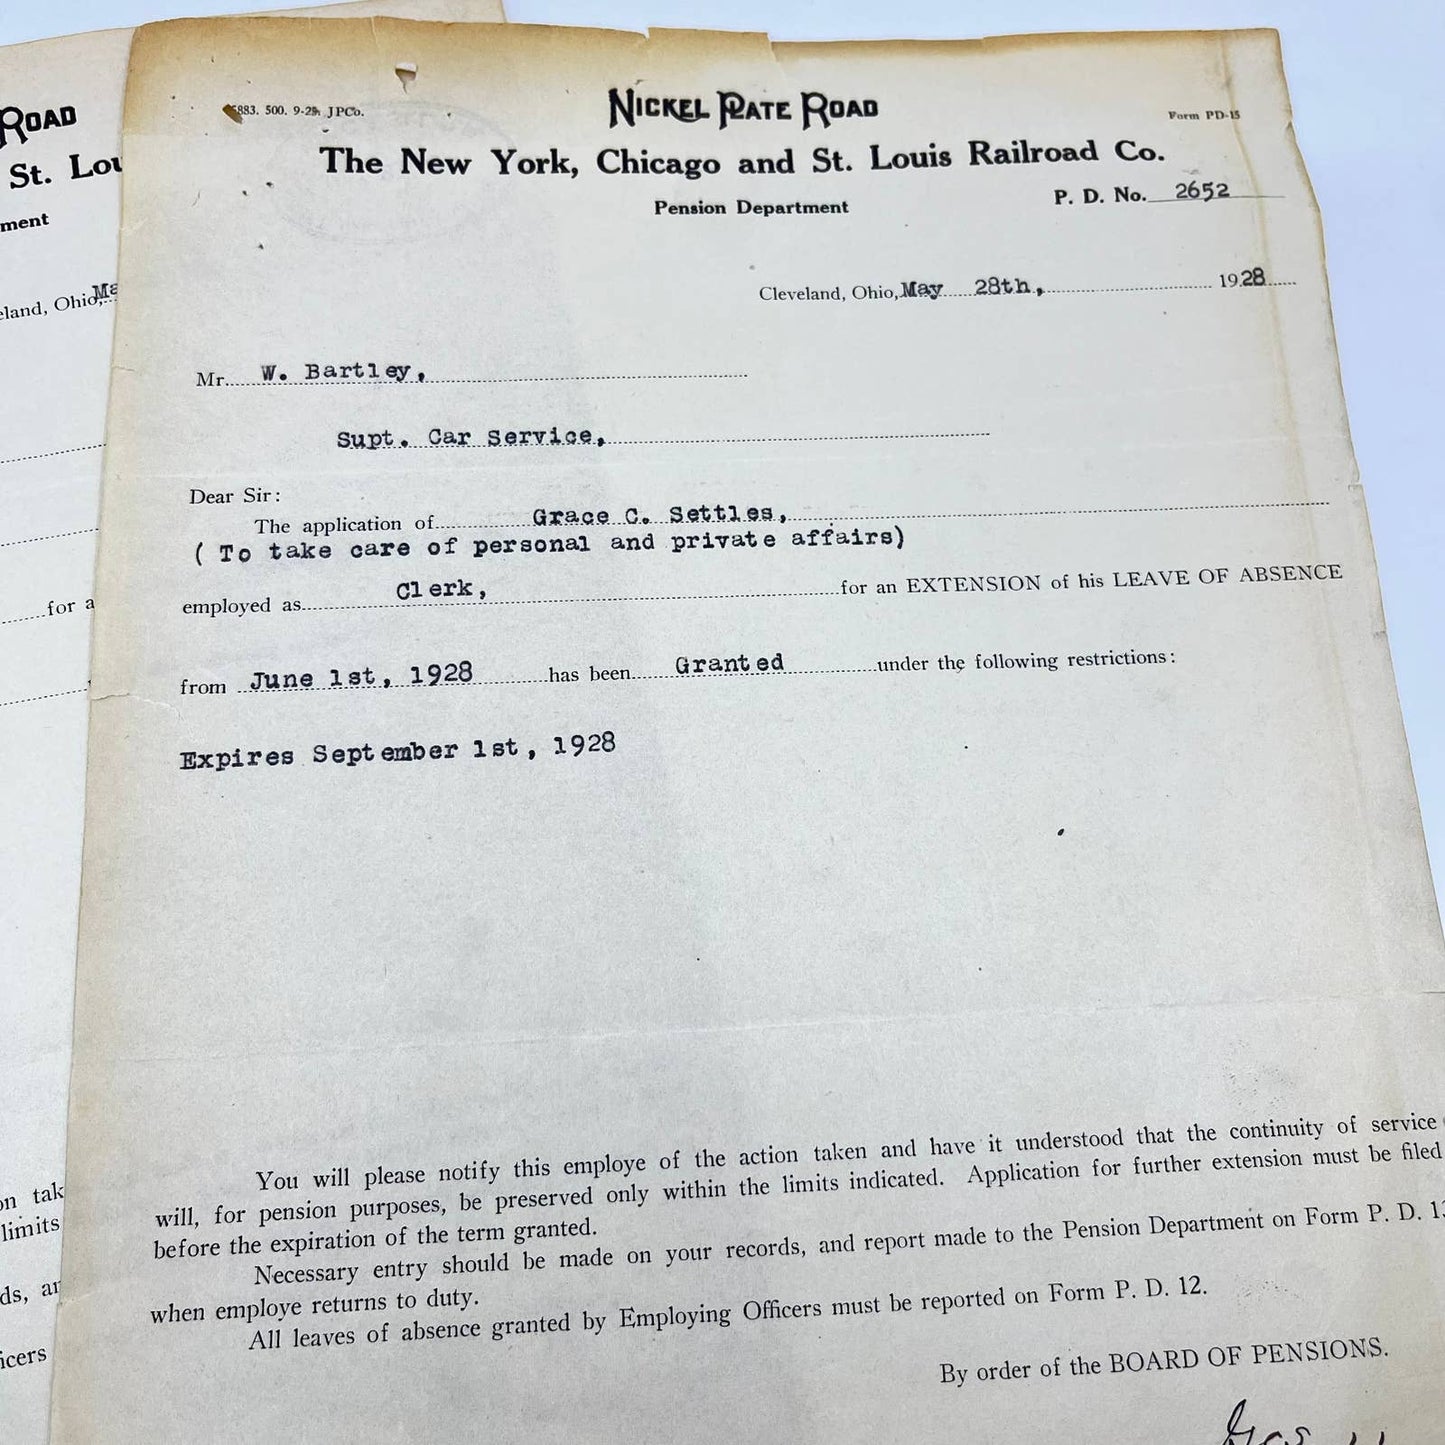 ROAD
St. Lou
ment
eland, Ohio, Ma
for a
on tak
limits
ds, an
icers
883. 500. 9-25. JPCo.
NICKEL PLATE ROAD
Form PD-15
The New York, Chicago and St. Louis Railroad Co.
Pension Department
P. D. No. 2652
Cleveland, Ohio, May 28th, 1928
Mr. W. Bartley,
Supt. Car Service,
Dear Sir:
The application of Grace C. Settles,
( To take care of personal and private affairs)
employed as Clerk, for an EXTENSION of his LEAVE OF ABSENCE
from June 1st, 1928 has been Granted under the following restrictions:
Expires September 1st, 1928
You will please notify this employe of the action taken and have it understood that the continuity of service
will, for pension purposes, be preserved only within the limits indicated. Application for further extension must be filed
before the expiration of the term granted.
Necessary entry should be made on your records, and report made to the Pension Department on Form P. D. 13
when employe returns to duty.
All leaves of absence granted by Employing Officers must be reported on Form P. D. 12.
By order of the BOARD OF PENSIONS.